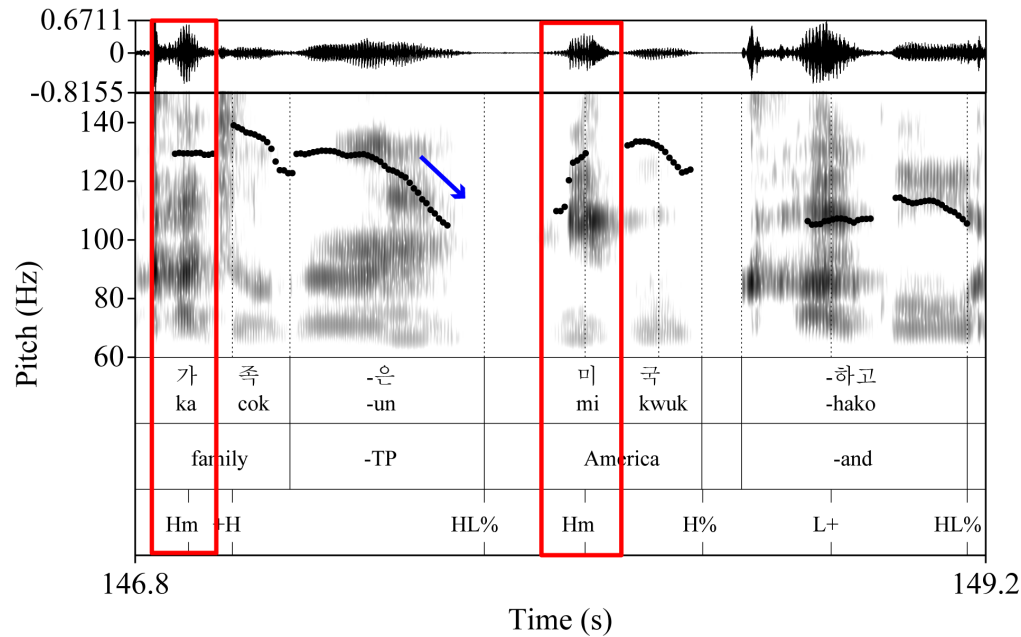 0.6711
0
-0.8155
140
120
100
80
60
Pitch (Hz)
가 족 -은 미 국 -하고
ka cok -un mi kwuk -hako
family -TP America -and
Hm +H HL% Hm H% L+ HL%
146.8 149.2
Time (s)